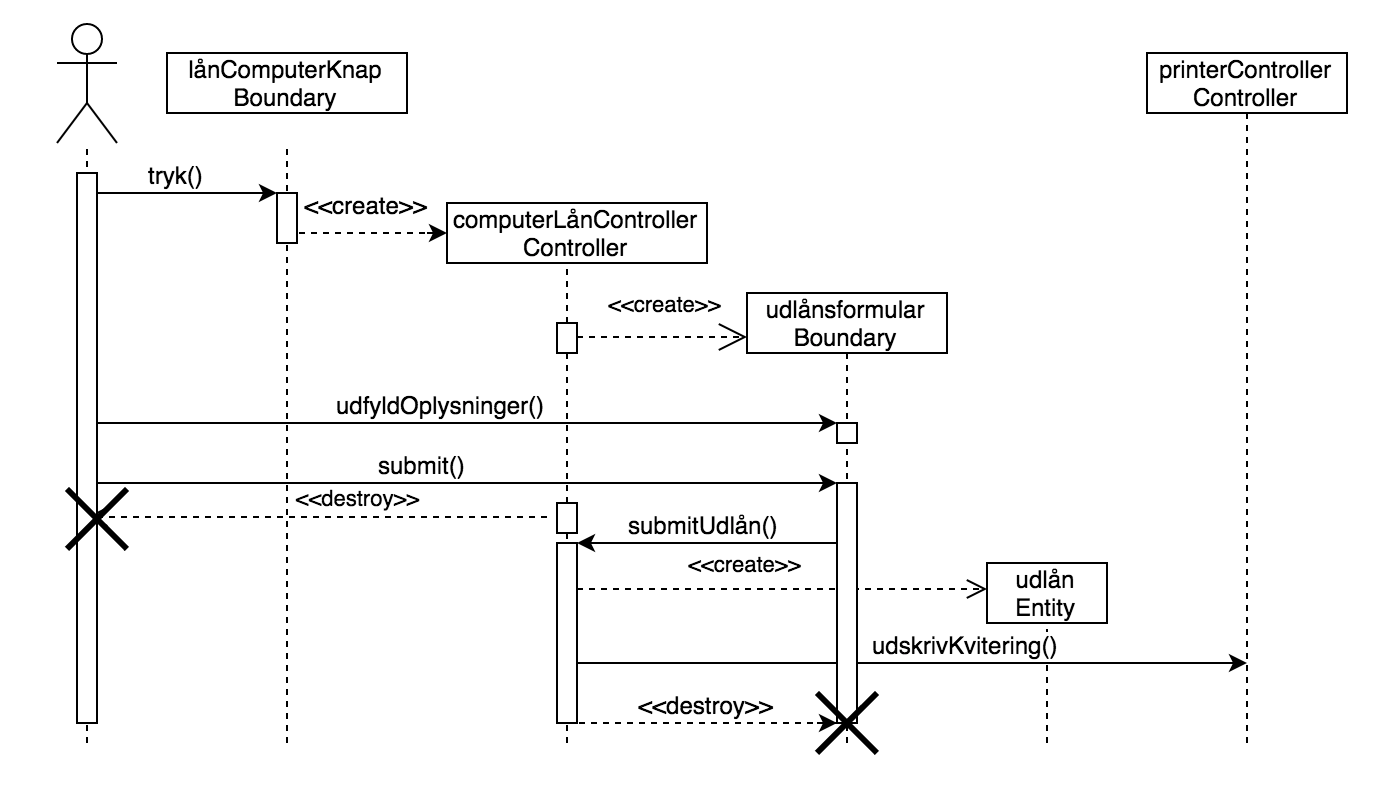 lånComputerKnap
Boundary
printerController
Controller
tryk()
<<create>>
computerLånController
Controller
<<create>>
udlånsformular
Boundary
udfyldOplysninger()
submit()
<<destroy>>
submitUdlån()
<<create>>
udlån
Entity
udskrivKvitering()
<<destroy>>